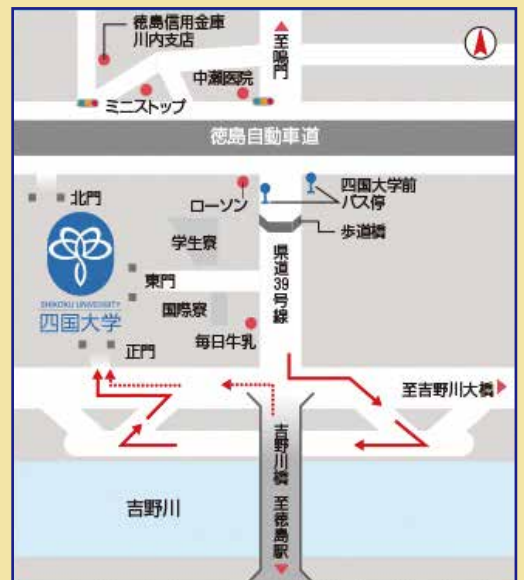 徳島信用金庫
川内支店
至鳴門
中瀬医院
ミニストップ
徳島自動車道
北門
ローソン
四国大学前
バス停
歩道橋
学生寮
東門
県道39号線
SHIKOKU UNIVERSITY
四国大学
国際寮
毎日牛乳
正門
至吉野川大橋
吉野川橋
至徳島駅
吉野川